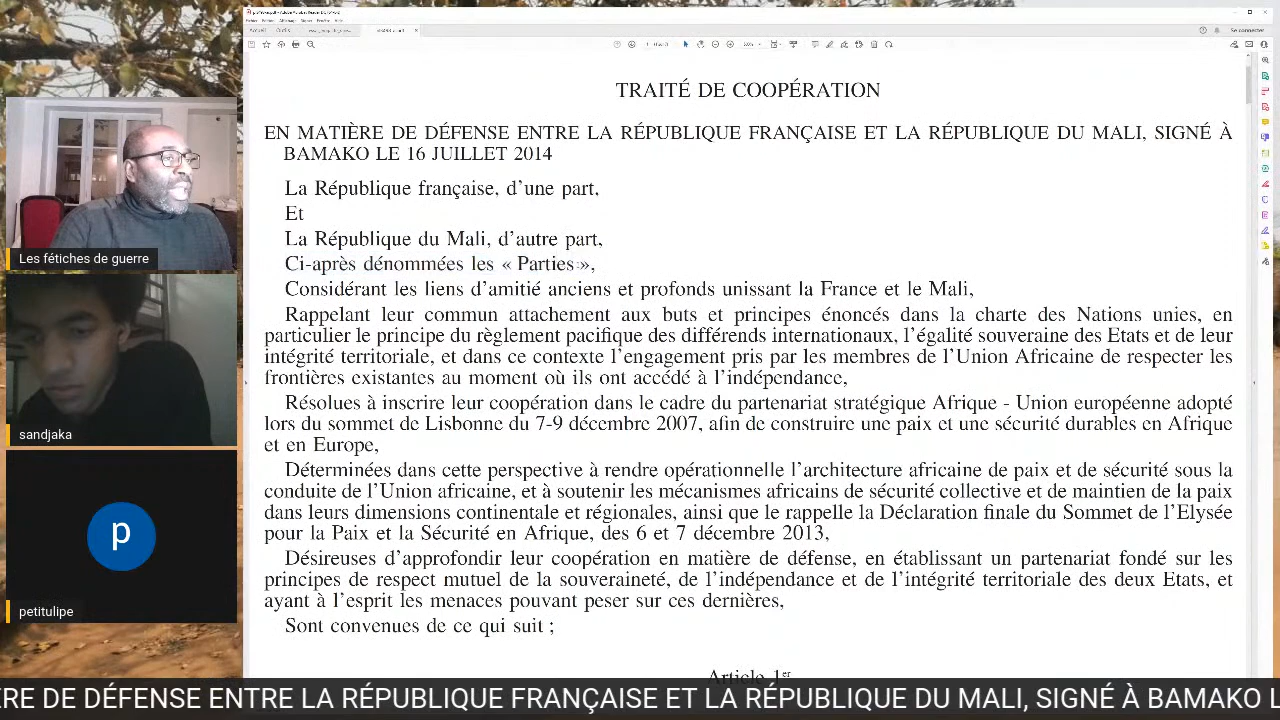 Fichier
Accueil Outils
Se connecter
TRAITÉ DE COOPÉRATION
EN MATIÈRE DE DÉFENSE ENTRE LA RÉPUBLIQUE FRANÇAISE ET LA RÉPUBLIQUE DU MALI, SIGNÉ À
BAMAKO LE 16 JUILLET 2014
La République française, d’une part,
Et
La République du Mali, d’autre part,
Ci-après dénommées les « Parties »,
Considérant les liens d’amitié anciens et profonds unissant la France et le Mali,
Rappelant leur commun attachement aux buts et principes énoncés dans la charte des Nations unies, en
particulier le principe du règlement pacifique des différends internationaux, l’égalité souveraine des Etats et de leur
intégrité territoriale, et dans ce contexte l’engagement pris par les membres de l’Union Africaine de respecter les
frontières existantes au moment où ils ont accédé à l’indépendance,
Résolues à inscrire leur coopération dans le cadre du partenariat stratégique Afrique - Union européenne adopté
lors du sommet de Lisbonne du 7-9 décembre 2007, afin de construire une paix et une sécurité durables en Afrique
et en Europe,
Déterminées dans cette perspective à rendre opérationnelle l’architecture africaine de paix et de sécurité sous la
conduite de l’Union africaine, et à soutenir les mécanismes africains de sécurité collective et de maintien de la paix
dans leurs dimensions continentale et régionales, ainsi que le rappelle la Déclaration finale du Sommet de l’Elysée
pour la Paix et la Sécurité en Afrique, des 6 et 7 décembre 2013,
Désireuses d’approfondir leur coopération en matière de défense, en établissant un partenariat fondé sur les
principes de respect mutuel de la souveraineté, de l’indépendance et de l’intégrité territoriale des deux Etats, et
ayant à l’esprit les menaces pouvant peser sur ces dernières,
Sont convenues de ce qui suit ;
Article 1er
Les fétiches de guerre
sandjaka
p
petitulipe
ÈRE DE DÉFENSE ENTRE LA RÉPUBLIQUE FRANÇAISE ET LA RÉPUBLIQUE DU MALI, SIGNÉ À BAMAKO L